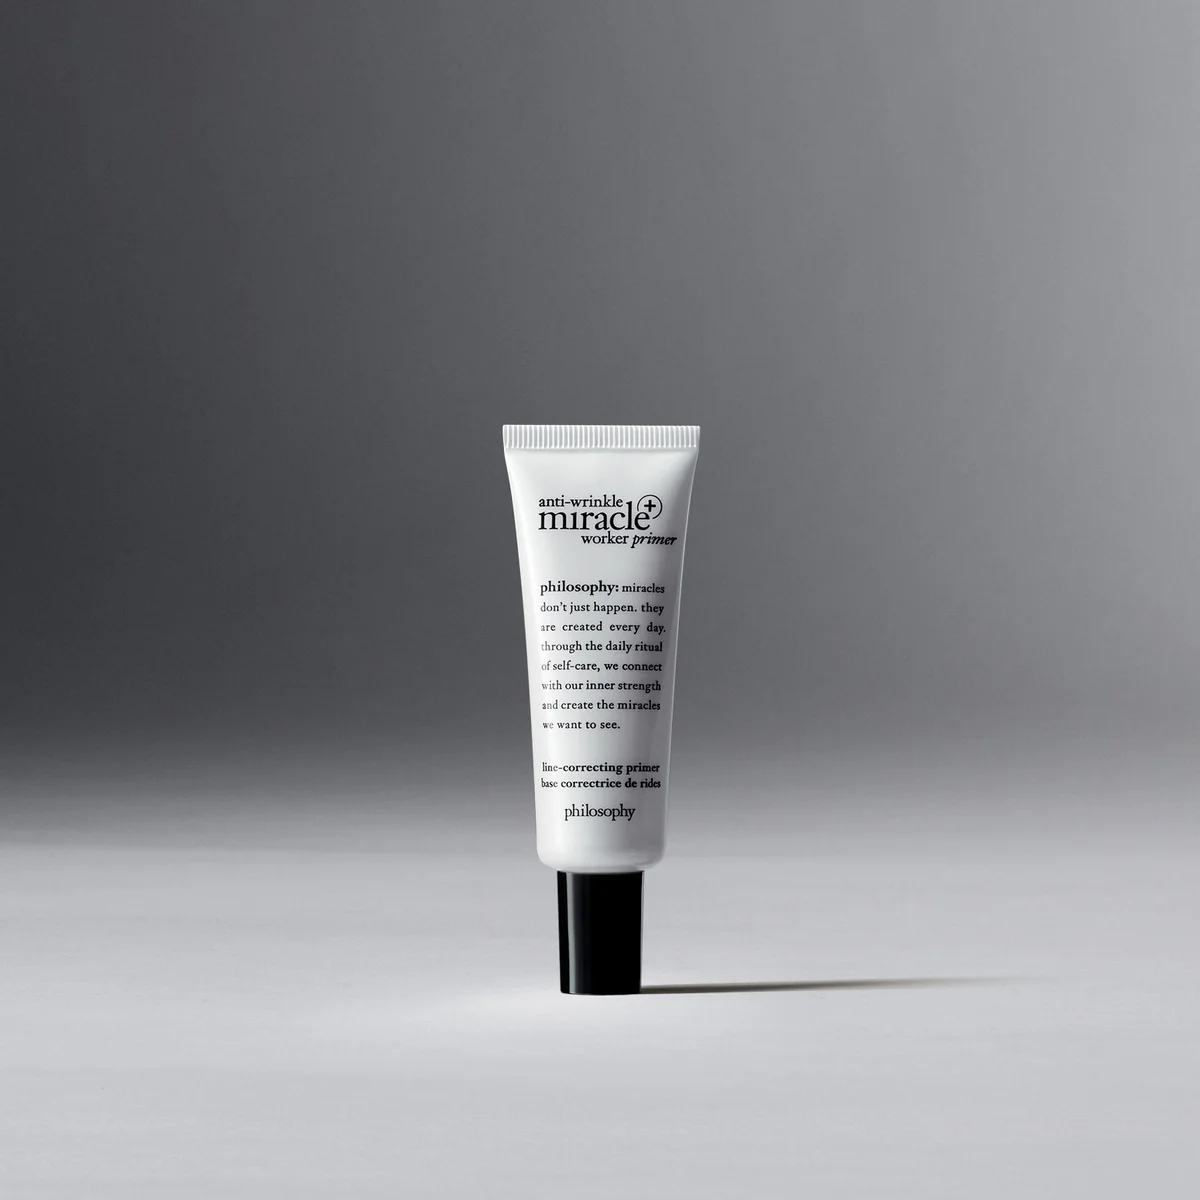 anti-wrinkle
miracle+
worker primer
philosophy: miracles
don't just happen. they
are created every day.
through the daily ritual
of self-care, we connect
with our inner strength
and create the miracles
we want to see.
line-correcting primer
base correctrice de rides
philosophy